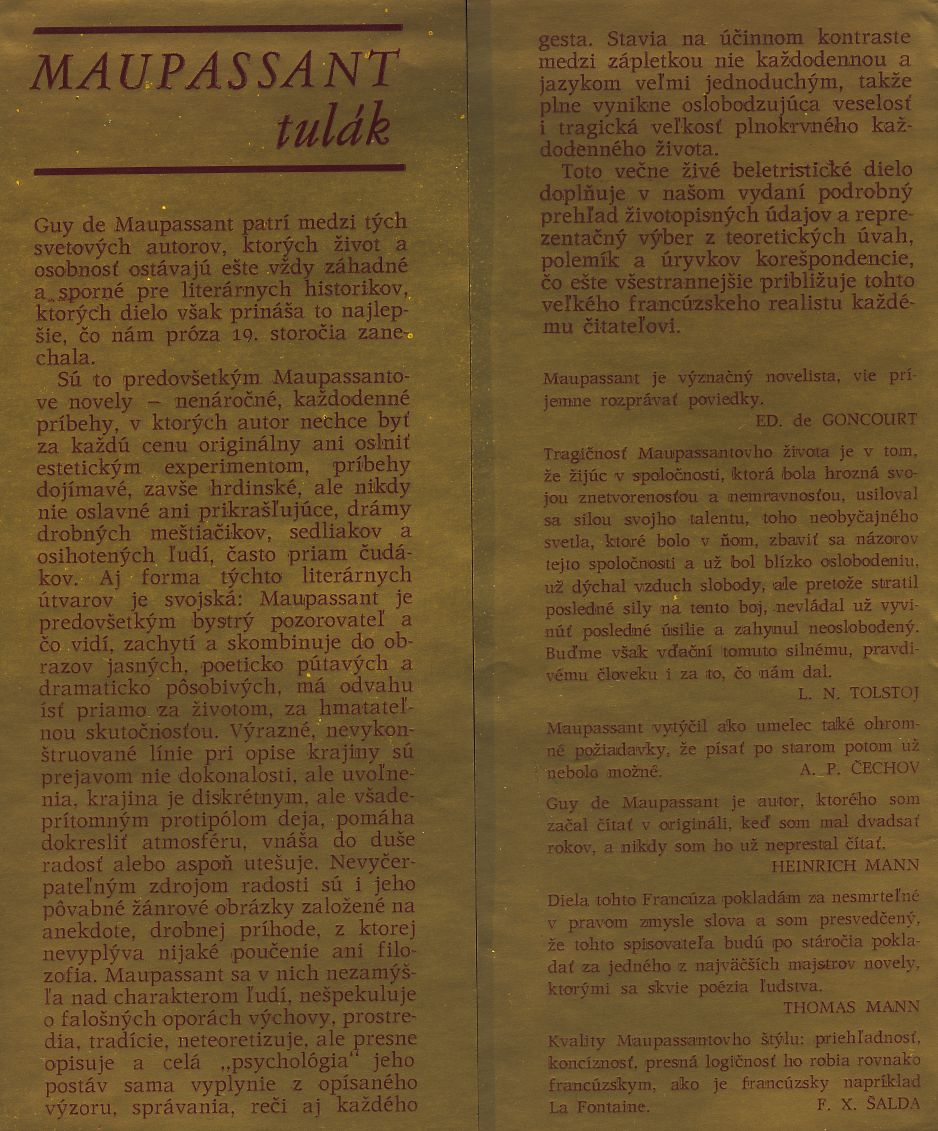 MAUPASSANT
tulák
Guy de Maupassant patrí medzi tých
svetových autorov, ktorých život a
osobnosť ostávajú ešte vždy záhadné
a sporné pre literárnych historikov,
ktorých dielo však prináša to najlep-
šie, čo nám próza 19. storočia zane-
chala.
Sú to predovšetkým Maupassanto-
ve novely — nenáročné, každodenné
príbehy, v ktorých autor nechce byť
za každú cenu originálny ani oslniť
estetickým experimentom, príbehy
dojímavé, zavše hrdinské, ale nikdy
nie oslavné ani prikrašľujúce, drámy
drobných meštiačikov, sedliakov a
osihotených ľudí, často priam čudá-
kov. Aj forma týchto literárnych
útvarov je svojská: Maupassant je
predovšetkým bystrý pozorovateľ a
čo vidí, zachytí a skombinuje do ob-
razov jasných, poeticko pútavých a
dramaticko pôsobivých, má odvahu
ísť priamo za životom, za hmatateľ-
nou skutočnosťou. Výrazné, nevykon-
štruované línie pri opise krajiny sú
prejavom nie dokonalosti, ale uvoľne-
nia, krajina je diskrétnym, ale všade-
prítomným protipólom deja, pomáha
dokresliť atmosféru, vnáša do duše
radosť alebo aspoň utešuje. Nevyčer-
pateľným zdrojom radosti sú i jeho
pôvabné žánrové obrázky založené na
anekdote, drobnej príhode, z ktorej
nevyplýva nijaké poučenie ani filo-
zofia. Maupassant sa v nich nezamýš-
ľa nad charakterom ľudí, nešpekuluje
o falošných oporách výchovy, prostre-
dia, tradície, neteoretizuje, ale presne
opisuje a celá „psychológia“ jeho
postáv sama vyplynie z opísaného
výzoru, správania, reči aj každého
gesta. Stavia na účinnom kontraste
medzi zápletkou nie každodennou a
jazykom veľmi jednoduchým, takže
plne vynikne oslobodzujúca veselosť
i tragická veľkosť plnokrvného kaž-
dodenného života.
Toto večne živé beletristické dielo
doplňuje v našom vydaní podrobný
prehľad životopisných údajov a repre-
zentačný výber z teoretických úvah,
polemík a úryvkov korešpondencie,
čo ešte všestrannejšie približuje tohto
veľkého francúzskeho realistu každé-
mu čitateľovi.
Maupassant je význačný novelista, vie prí-
jemne rozprávať poviedky.
ED. de GONCOURT
Tragičnosť Maupassantovho života je v tom,
že žijúc v spoločnosti, ktorá bola hrozná svo-
jou znetvorenosťou a nemravnosťou, usiloval
sa silou svojho talentu, toho neobyčajného
svetla, ktoré bolo v ňom, zbaviť sa názorov
tejto spoločnosti a už bol blízko oslobodeniu,
už dýchal vzduch slobody, ale pretože stratil
posledné sily na tento boj, nevládal už vyvi-
núť posledné úsilie a zahynul neoslobodený.
Buďme však vďační tomuto silnému, pravdi-
vému človeku i za to, čo nám dal.
L. N. TOLSTOJ
Maupassant vytýčil ako umelec také ohrom-
né požiadavky, že písať po starom potom už
nebolo možné. A. P. ČECHOV
Guy de Maupassant je autor, ktorého som
začal čítať v origináli, keď som mal dvadsať
rokov, a nikdy som ho už neprestal čítať.
HEINRICH MANN
Diela tohto Francúza pokladám za nesmrteľné
v pravom zmysle slova a som presvedčený,
že tohto spisovateľa budú po stáročia pokla-
dať za jedného z najväčších majstrov novely,
ktorými sa skvie poézia ľudstva.
THOMAS MANN
Kvality Maupassantovho štýlu: priehľadnosť,
koncíznosť, presná logičnosť ho robia rovnako
francúzskym, ako je francúzsky napríklad
La Fontaine. F. X. ŠALDA